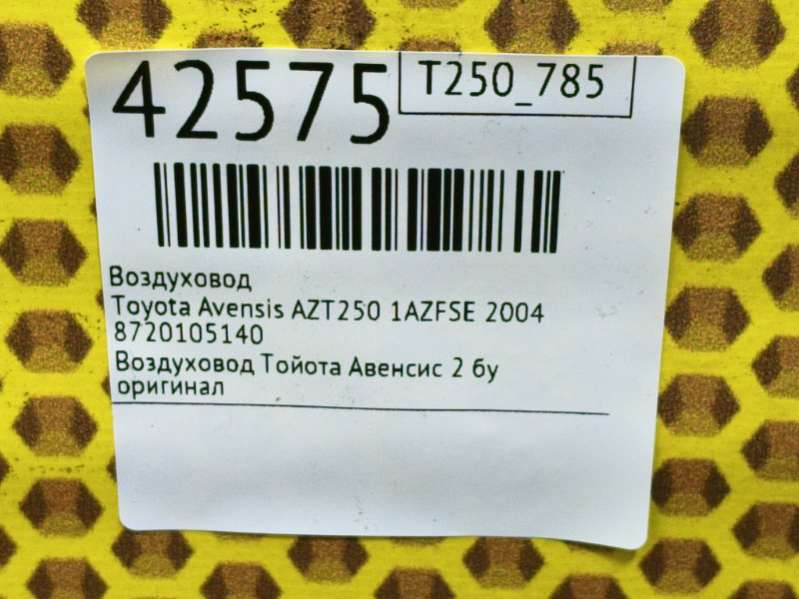 42575
T250_785
Воздуховод
Toyota Avensis AZT250 1AZFSE 2004
8720105140
Воздуховод Тойота Авенсис 2 бу
оригинал